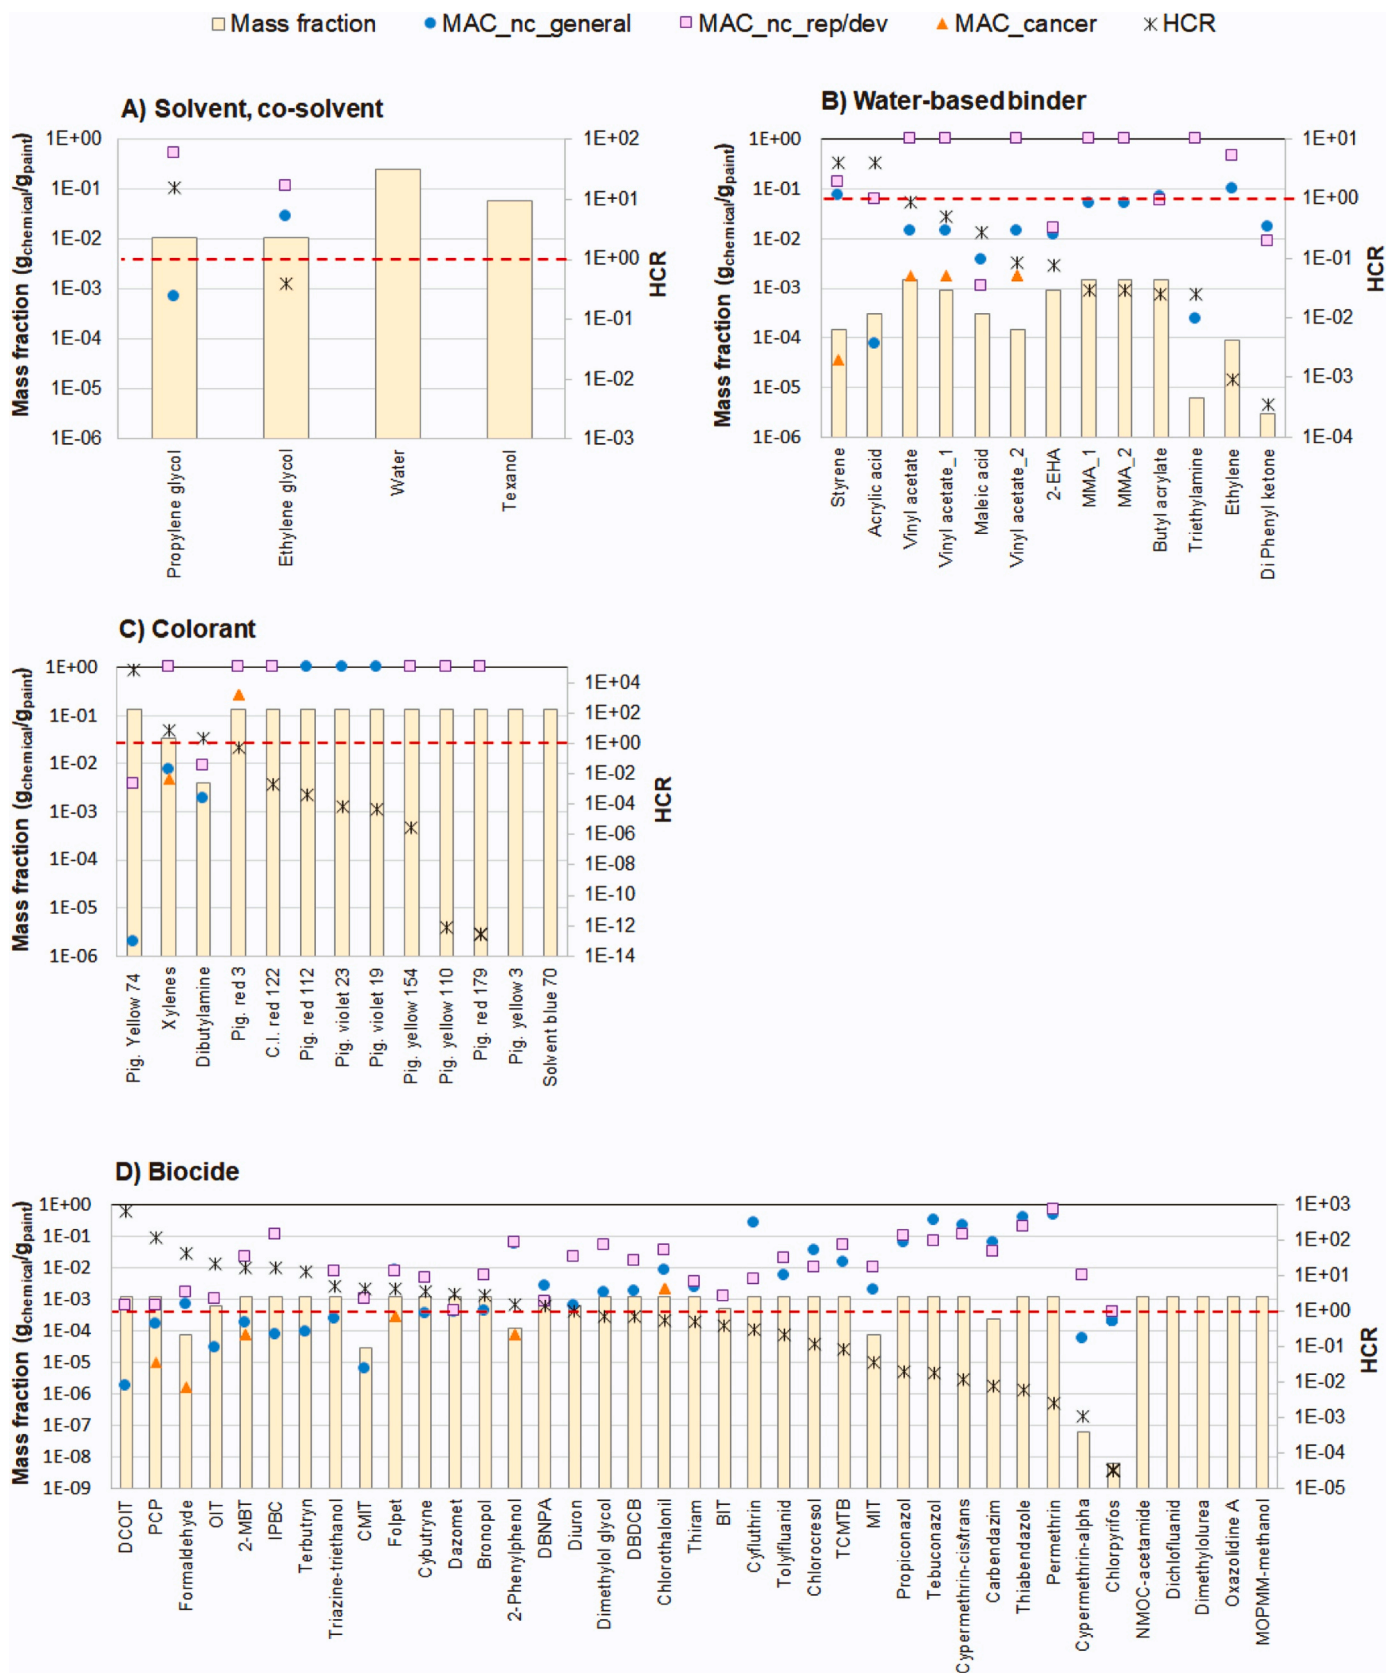 Mass fraction MAC_nc_general MAC_nc_rep/dev MAC_cancer HCR
A) Solvent, co-solvent
Mass fraction (gchemical/gpaint)
1E+00
1E-01
1E-02
1E-03
1E-04
1E-05
1E-06
1E+02
1E+01
1E+00
1E-01
1E-02
1E-03
HCR
Propylene glycol
Ethylene glycol
Water
Texanol
B) Water-based binder
Mass fraction (gchemical/gpaint)
1E+00
1E-01
1E-02
1E-03
1E-04
1E-05
1E-06
1E+01
1E+00
1E-01
1E-02
1E-03
1E-04
HCR
Styrene
Acrylic acid
Vinyl acetate
Vinyl acetate_1
Maleic acid
Vinyl acetate_2
2-EHA
MMA_1
MMA_2
Butyl acrylate
Triethylamine
Ethylene
Di Phenyl ketone
C) Colorant
Mass fraction (gchemical/gpaint)
1E+00
1E-01
1E-02
1E-03
1E-04
1E-05
1E-06
1E+04
1E+02
1E+00
1E-02
1E-04
1E-06
1E-08
1E-10
1E-12
1E-14
HCR
Pig. Yellow 74
Xylenes
Dibutylamine
Pig. red 3
C.I. red 122
Pig. red 112
Pig. violet 23
Pig. violet 19
Pig. yellow 154
Pig. yellow 110
Pig. red 179
Pig. yellow 3
Solvent blue 70
D) Biocide
Mass fraction (gchemical/gpaint)
1E+00
1E-01
1E-02
1E-03
1E-04
1E-05
1E-06
1E-07
1E-08
1E-09
1E+03
1E+02
1E+01
1E+00
1E-01
1E-02
1E-03
1E-04
1E-05
HCR
DCOIT
PCP
Formaldehyde
OIT
2-MBT
IPBC
Terbutryn
Triazine-triethanol
CMIT
Folpet
Cybutryne
Dazomet
Bronopol
2-Phenylphenol
DBNPA
Diuron
Dimethylol glycol
DBDCB
Chlorothalonil
Thiram
BIT
Cyfluthrin
Tolylfluanid
Chlorocresol
TCMTB
MIT
Propiconazol
Tebuconazol
Cypermethrin-cis/trans
Carbendazim
Thiabendazole
Permethrin
Cypermethrin-alpha
Chlorpyrifos
NMOC-acetamide
Dichlofluanid
Dimethylolurea
Oxazolidine A
MOPMM-methanol